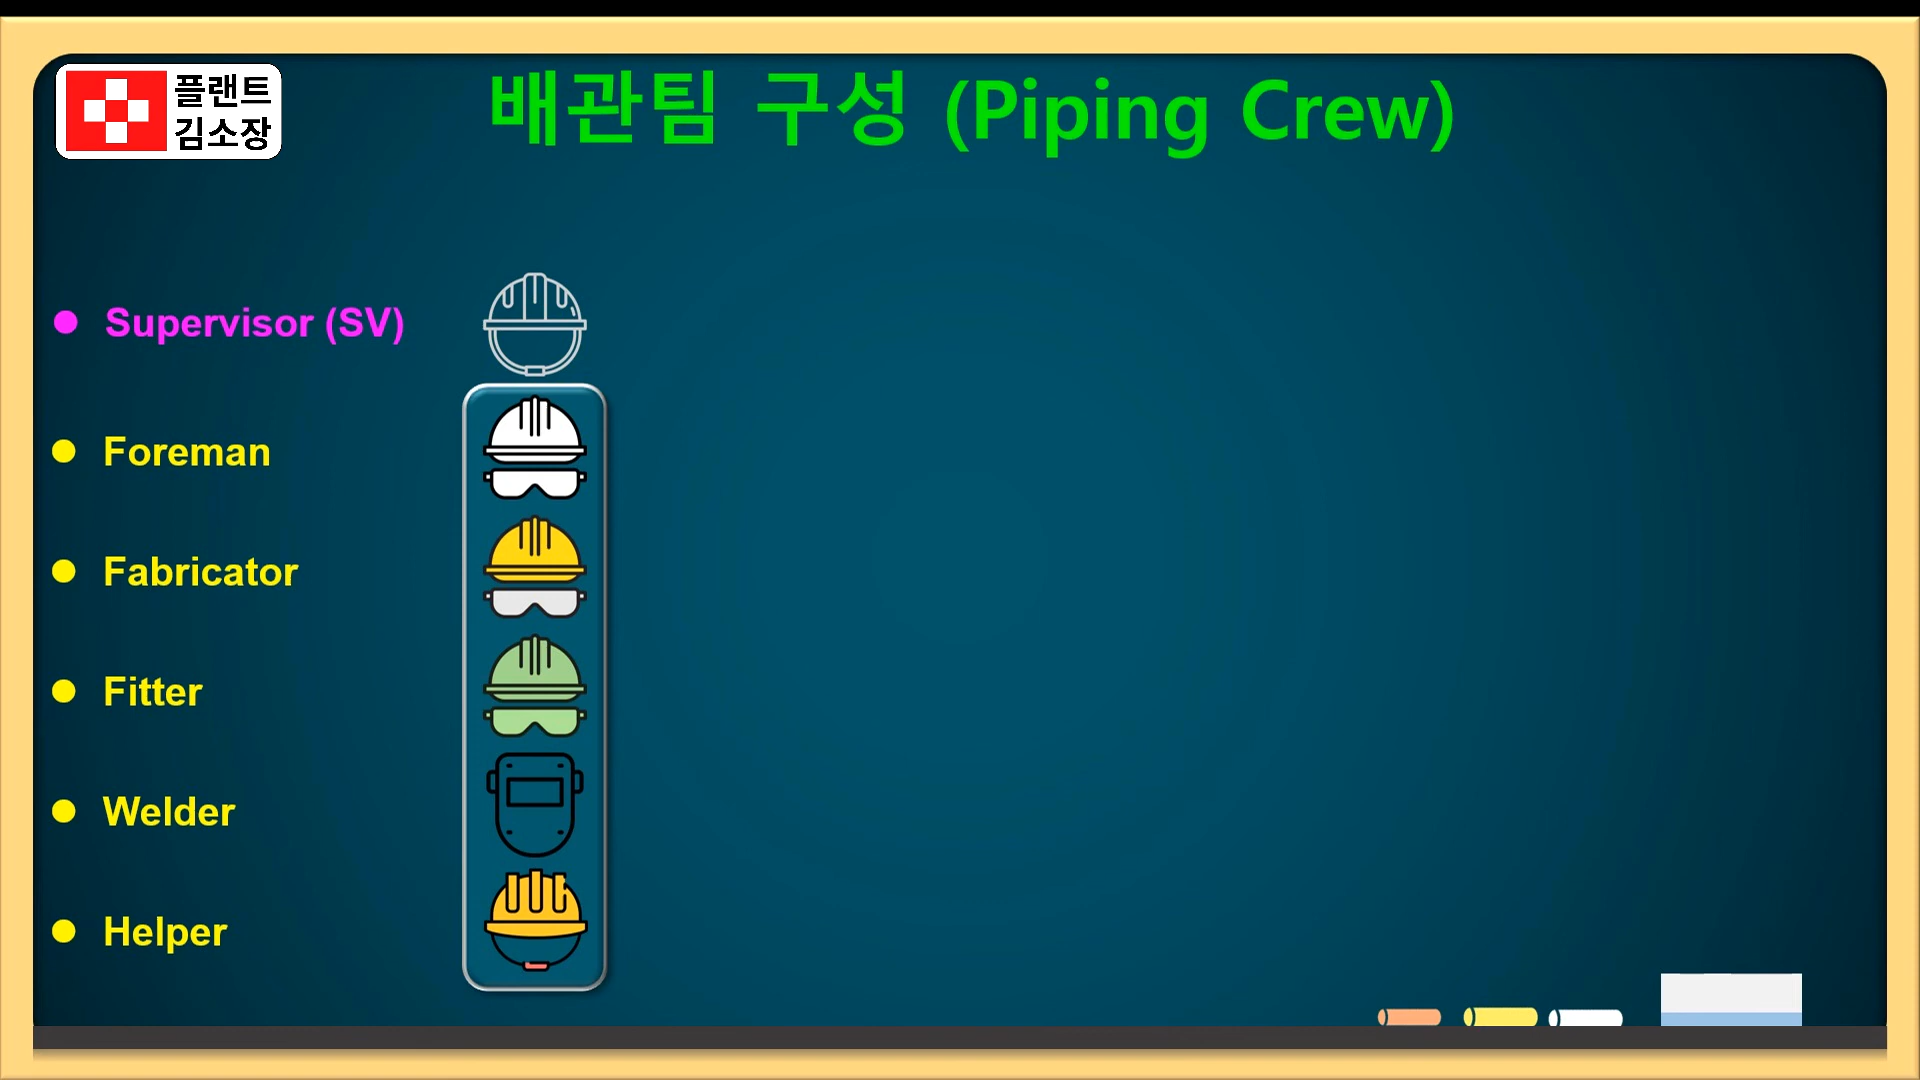 플랜트
김소장
배관팀 구성 (Piping Crew)
Supervisor (SV)
Foreman
Fabricator
Fitter
Welder
Helper